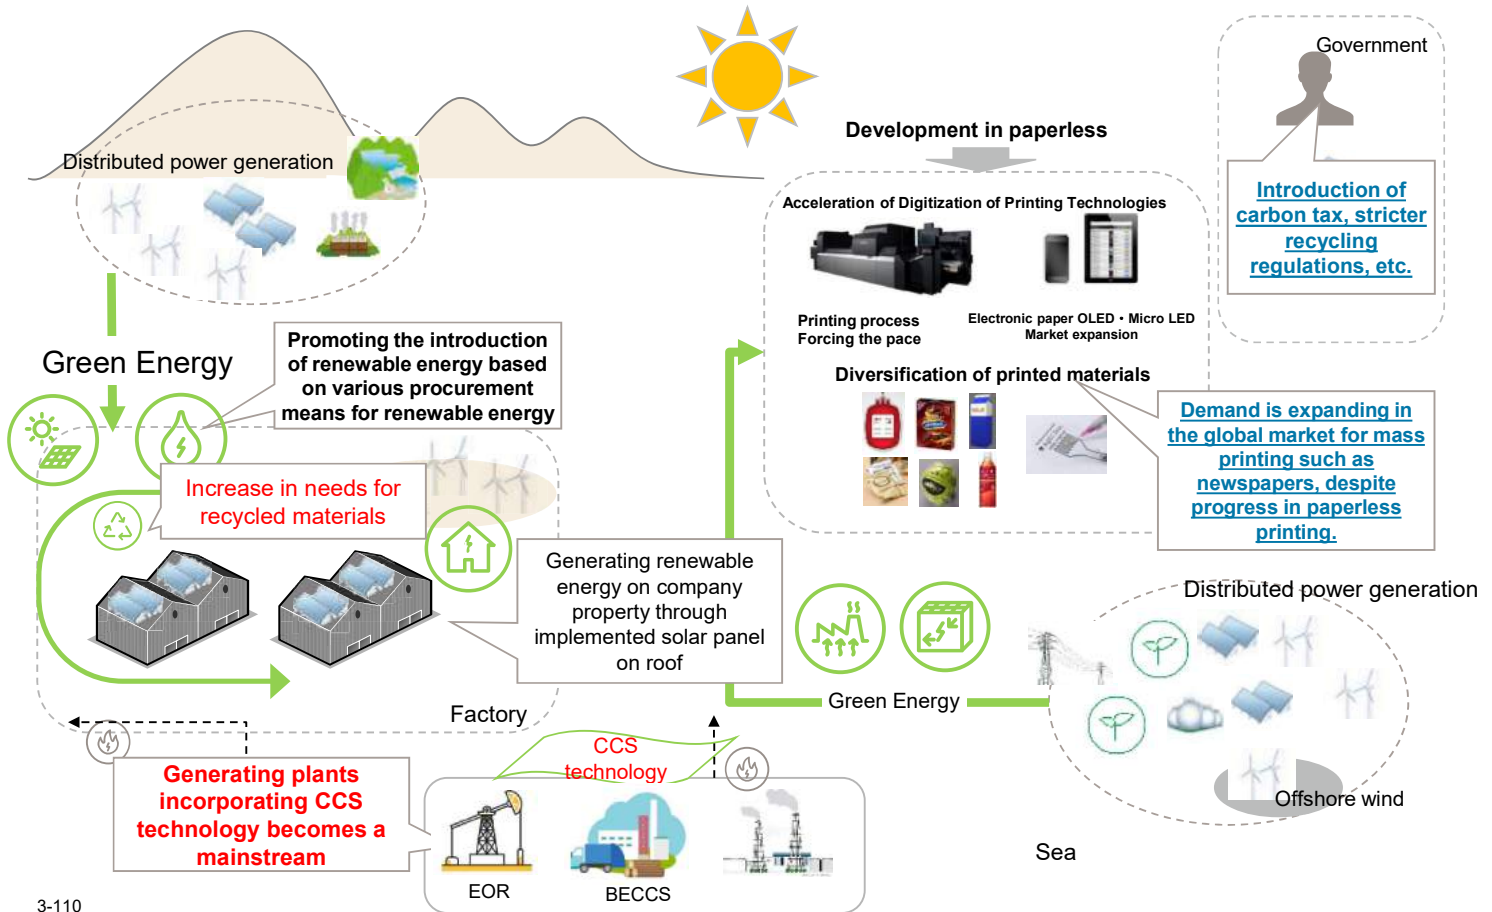 Government
Development in paperless
Distributed power generation
Introduction of
carbon tax, stricter
recycling
regulations, etc.
Acceleration of Digitization of Printing Technologies
Printing process
Forcing the pace
Electronic paper OLED・Micro LED
Market expansion
Green Energy
Promoting the introduction
of renewable energy based
on various procurement
means for renewable energy
Diversification of printed materials
Demand is expanding in
the global market for mass
printing such as
newspapers, despite
progress in paperless
printing.
Increase in needs for
recycled materials
Generating renewable
energy on company
property through
implemented solar panel
on roof
Distributed power generation
Green Energy
Factory
CCS
technology
Generating plants
incorporating CCS
technology becomes a
mainstream
Offshore wind
Sea
EOR
BECCS
3-110